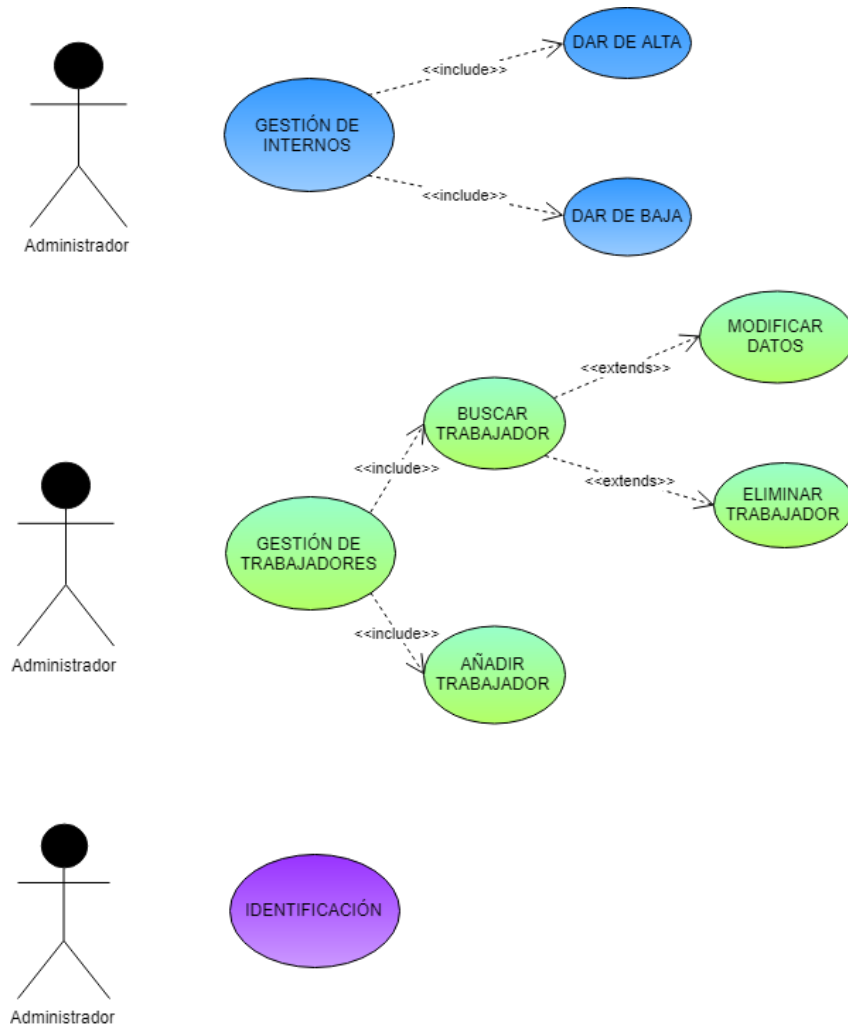 DAR DE ALTA
<<include>>
GESTIÓN DE
INTERNOS
<<include>>
DAR DE BAJA
Administrador
MODIFICAR
DATOS
<<extends>>
BUSCAR
TRABAJADOR
<<include>>
<<extends>>
ELIMINAR
TRABAJADOR
GESTIÓN DE
TRABAJADORES
<<include>>
AÑADIR
TRABAJADOR
Administrador
IDENTIFICACIÓN
Administrador